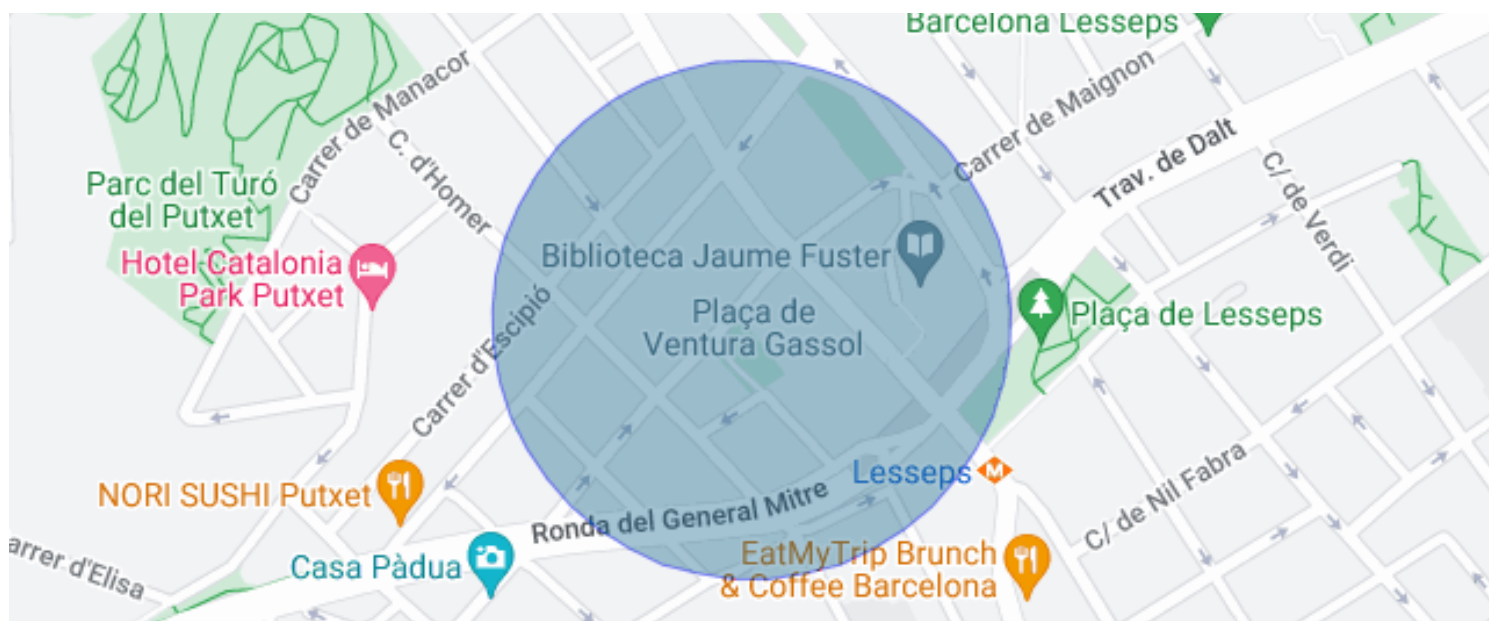 Barcelona Lesseps
Carrer de Manacor
C. d'Homer
Carrer de Maignon
Trav. de Dalt
C/ de Verdi
Parc del Turó
del Putxet
Hotel Catalonia
Park Putxet
Biblioteca Jaume Fuster
Plaça de
Ventura Gassol
Plaça de Lesseps
Carrer d'Escipió
NORI SUSHI Putxet
Lesseps
M
C/ de Nil Fabra
Ronda del General Mitre
arrer d'Elisa
Casa Pàdua
EatMyTrip Brunch
& Coffee Barcelona